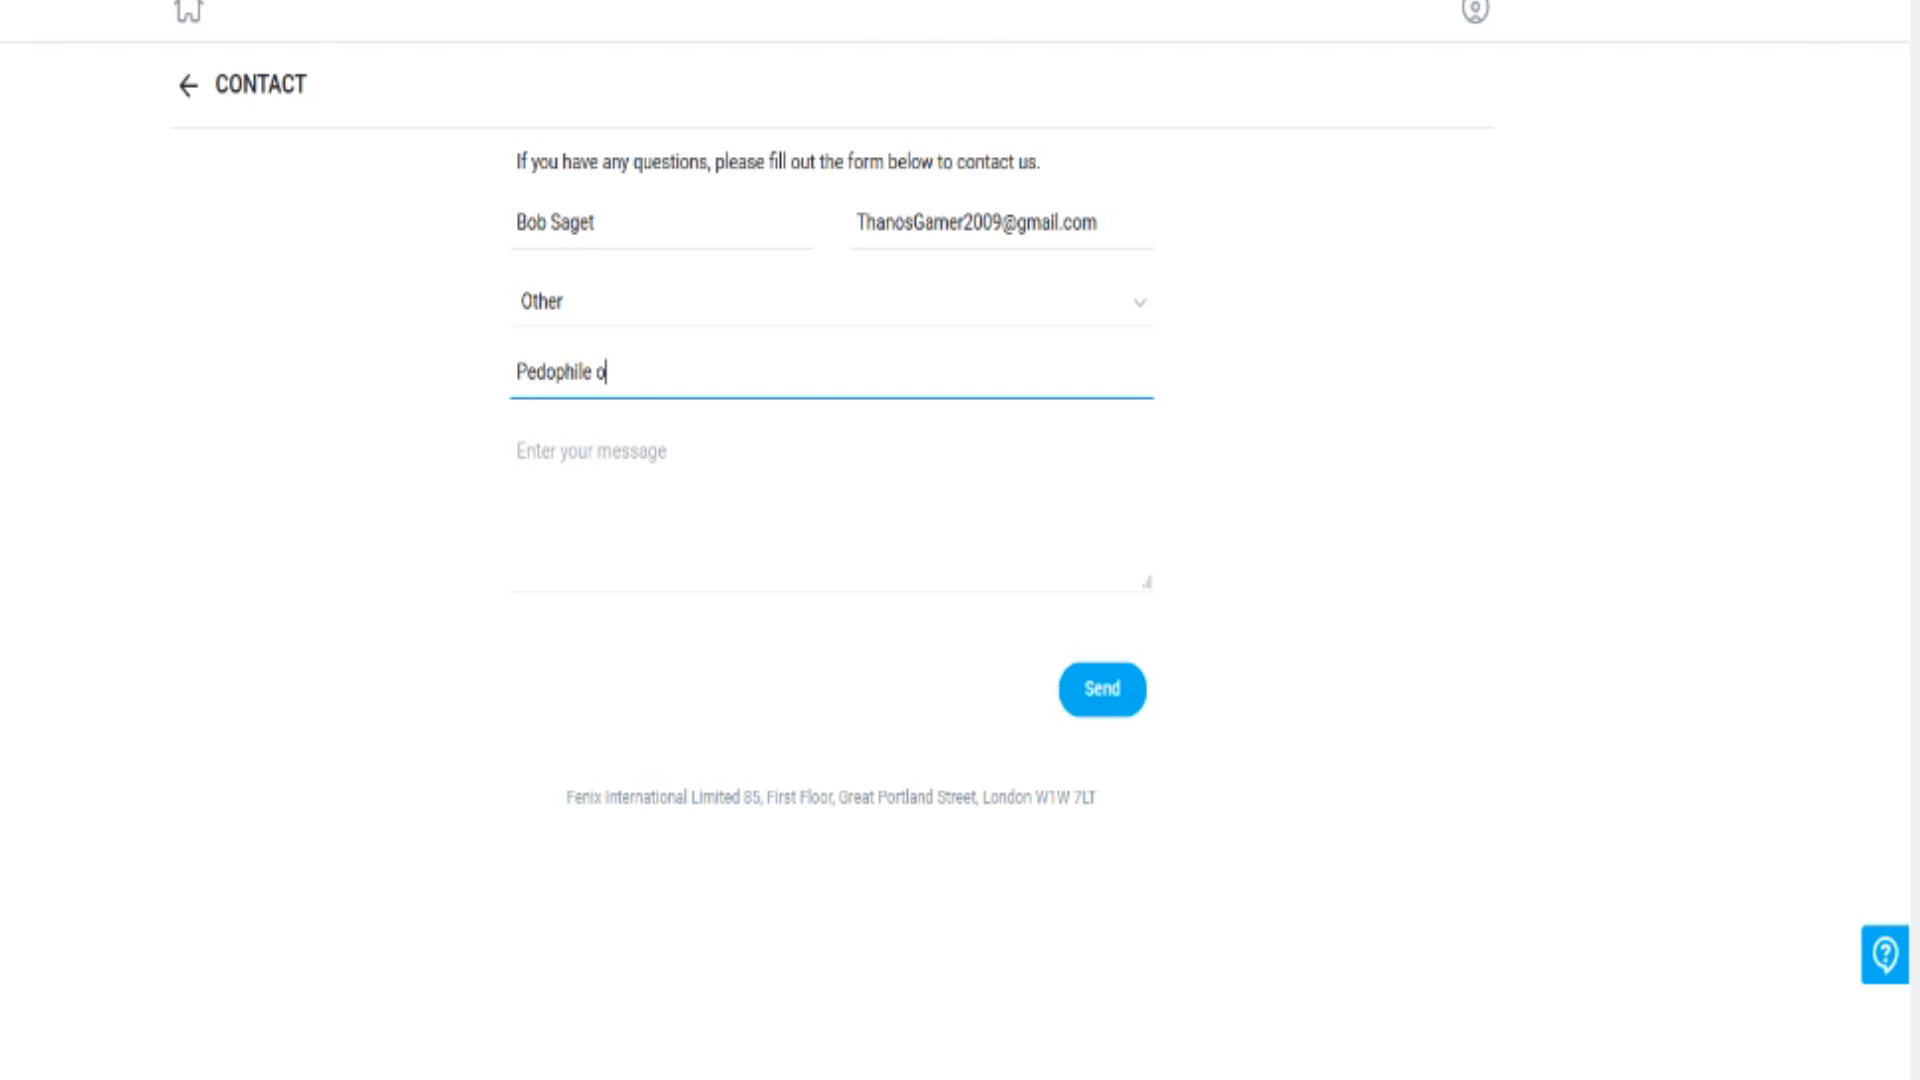 CONTACT
If you have any questions, please fill out the form below to contact us.
Bob Saget
ThanosGamer2009@gmail.com
Other
Pedophile o
Enter your message
Send
Fenix International Limited 85, First Floor, Great Portland Street, London W1W 7LT